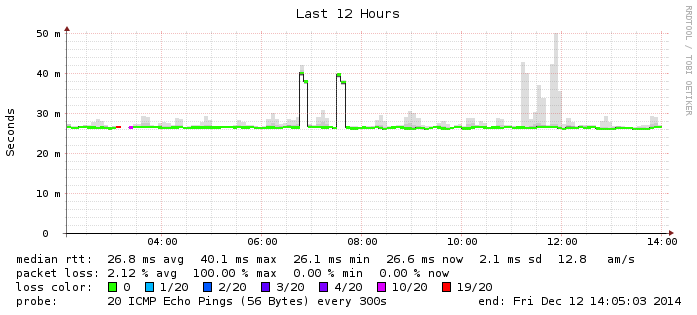 Last 12 Hours
RRDTOOL / TOBI OETIKER
Seconds
50 m
40 m
30 m
20 m
10 m
0
04:00 06:00 08:00 10:00 12:00 14:00
median rtt: 26.8 ms avg 40.1 ms max 26.1 ms min 26.6 ms now 2.1 ms sd 12.8 am/s
packet loss: 2.12 % avg 100.00 % max 0.00 % min 0.00 % now
loss color: 0 1/20 2/20 3/20 4/20 10/20 19/20
probe: 20 ICMP Echo Pings (56 Bytes) every 300s end: Fri Dec 12 14:05:03 2014